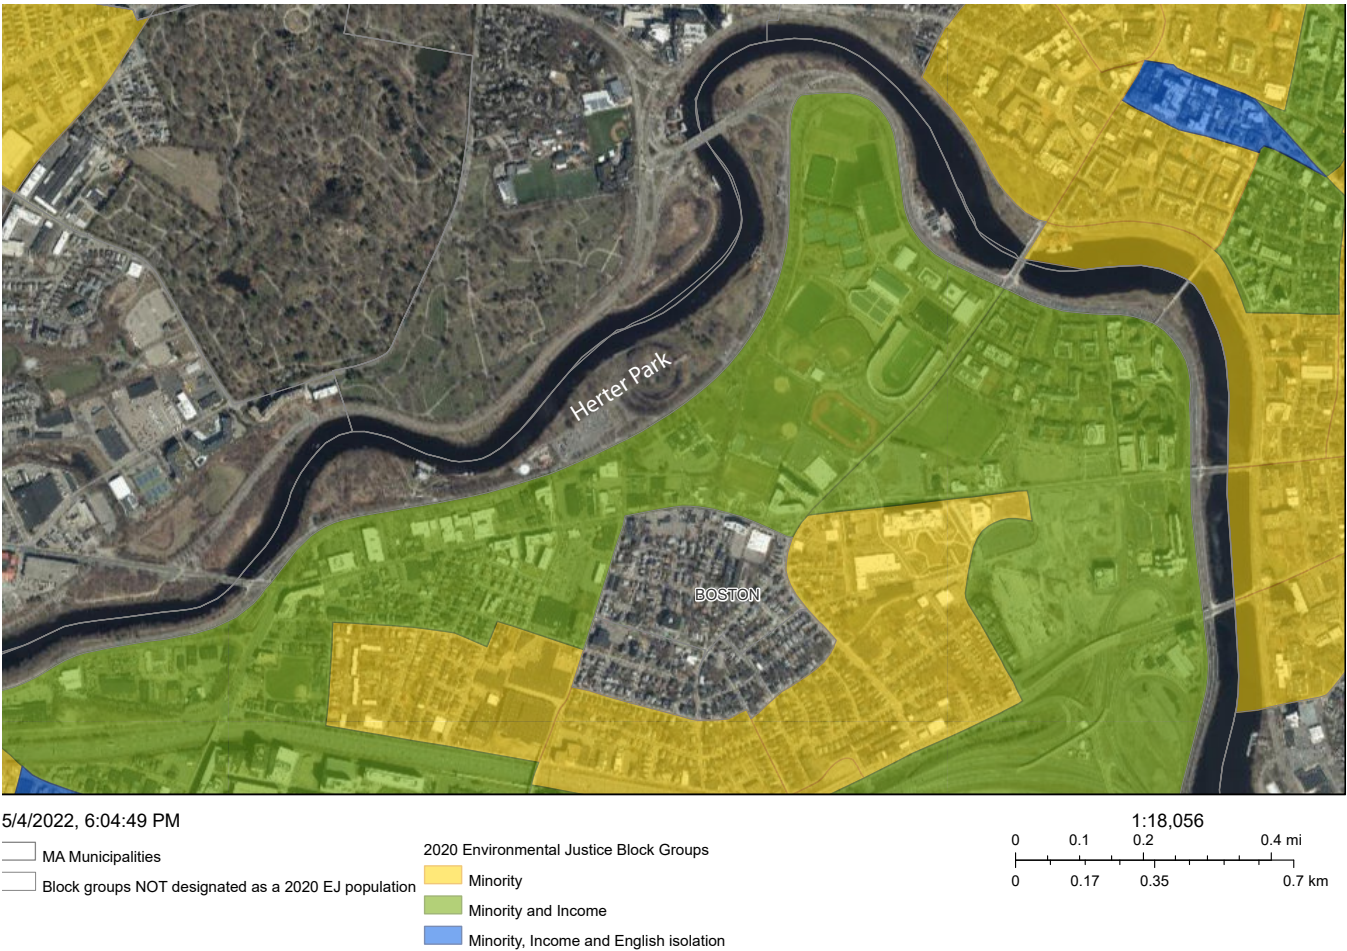 Herter Park
BOSTON
5/4/2022, 6:04:49 PM
MA Municipalities
Block groups NOT designated as a 2020 EJ population
2020 Environmental Justice Block Groups
Minority
Minority and Income
Minority, Income and English isolation
1:18,056
0 0.1 0.2 0.4 mi
0 0.17 0.35 0.7 km